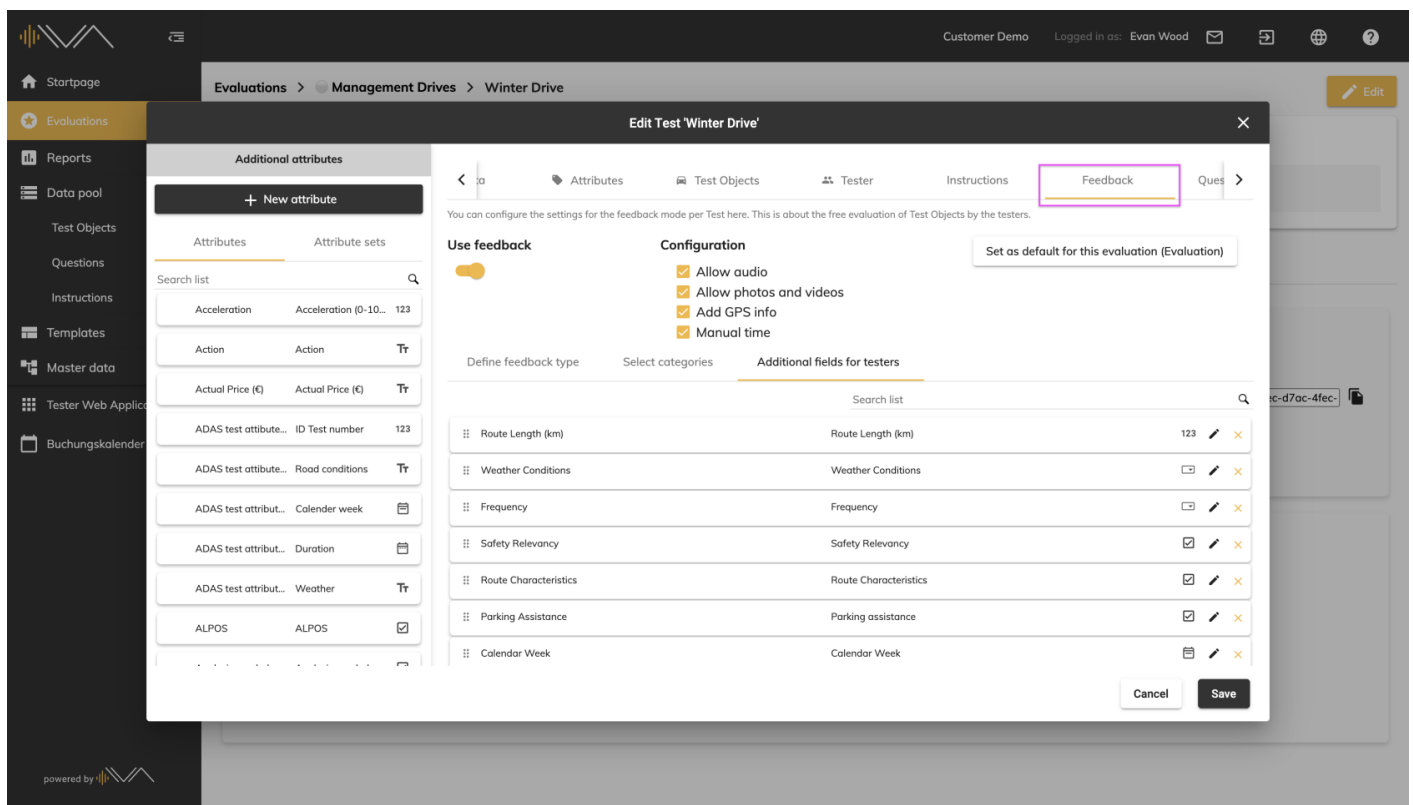 Customer Demo Logged in as: Evan Wood
Startpage
Evaluations
Reports
Data pool
Test Objects
Questions
Instructions
Templates
Master data
Tester Web Applic
Buchungskalender
powered by
Evaluations > Management Drives > Winter Drive
Edit
Edit Test 'Winter Drive'
Additional attributes
+ New attribute
Attributes Attribute sets
Search list
Acceleration Acceleration (0-10... 123
Action Action Tт
Actual Price (€) Actual Price (€) Tт
ADAS test attibute... ID Test number 123
ADAS test attibute... Road conditions Tт
ADAS test attribut... Calender week
ADAS test attribut... Duration
ADAS test attribut... Weather Tт
ALPOS ALPOS
Attributes Test Objects Tester Instructions Feedback Ques
You can configure the settings for the feedback mode per Test here. This is about the free evaluation of Test Objects by the testers.
Use feedback
Configuration
Allow audio
Allow photos and videos
Add GPS info
Manual time
Set as default for this evaluation (Evaluation)
Define feedback type Select categories Additional fields for testers
Search list
Route Length (km) Route Length (km) 123
Weather Conditions Weather Conditions
Frequency Frequency
Safety Relevancy Safety Relevancy
Route Characteristics Route Characteristics
Parking Assistance Parking assistance
Calendar Week Calendar Week
Cancel Save
ec-d7ac-4fec-